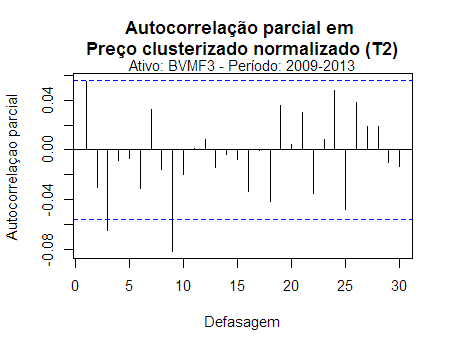 Autocorrelação parcial em
Preço clusterizado normalizado (T2)
Ativo: BVMF3 - Período: 2009-2013
Autocorrelaçao parcial
0.04
0.00
-0.04
-0.08
0 5 10 15 20 25 30
Defasagem